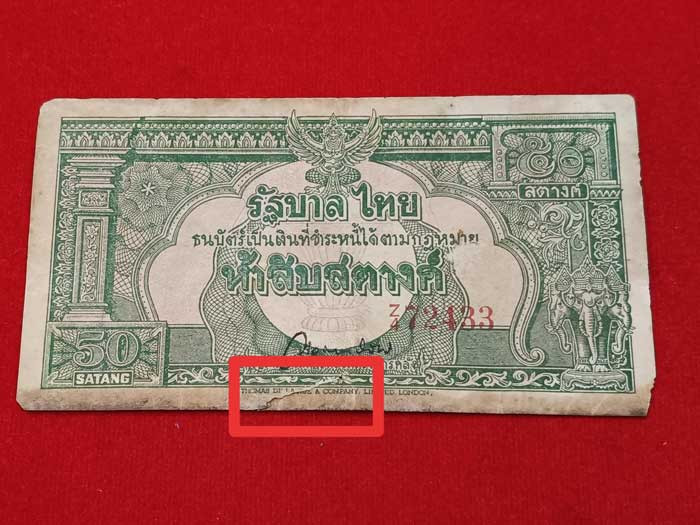 ๕๐
สตางค์
รัฐบาลไทย
ธนบัตร์เป็นเงินที่ชำระหนี้ได้ตามกฎหมาย
ห้าสิบสตางค์
Z/4 72433
50
SATANG
THOMAS DE LA RUE & COMPANY, LIMITED, LONDON.